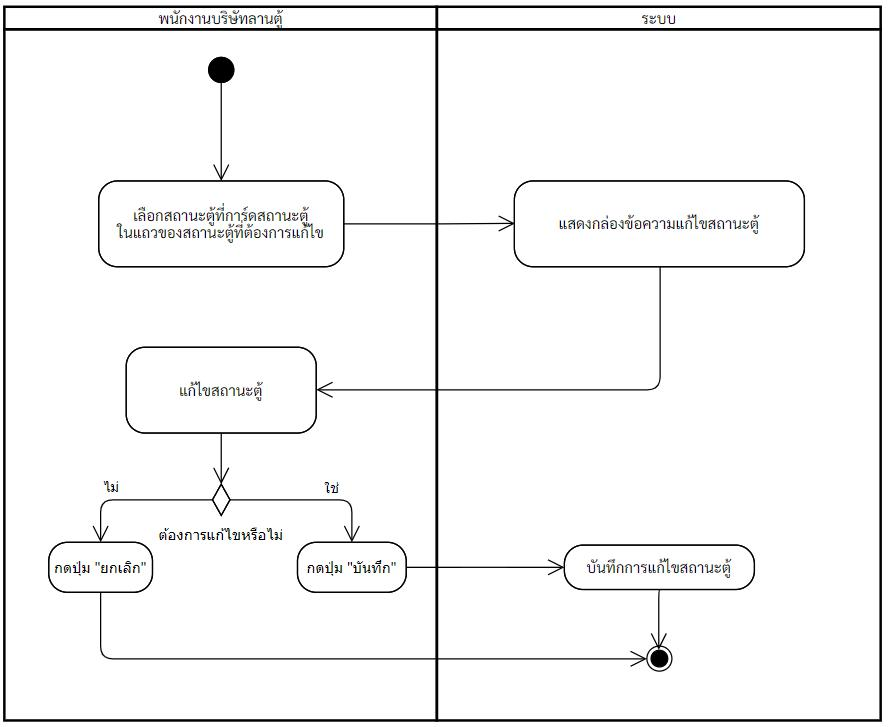 พนักงานบริษัทลานตู้
ระบบ
เลือกสถานะตู้ที่การ์ดสถานะตู้
ในแถวของสถานะตู้ที่ต้องการแก้ไข
แสดงกล่องข้อความแก้ไขสถานะตู้
แก้ไขสถานะตู้
ไม่
ใช่
ต้องการแก้ไขหรือไม่
กดปุ่ม "ยกเลิก"
กดปุ่ม "บันทึก"
บันทึกการแก้ไขสถานะตู้